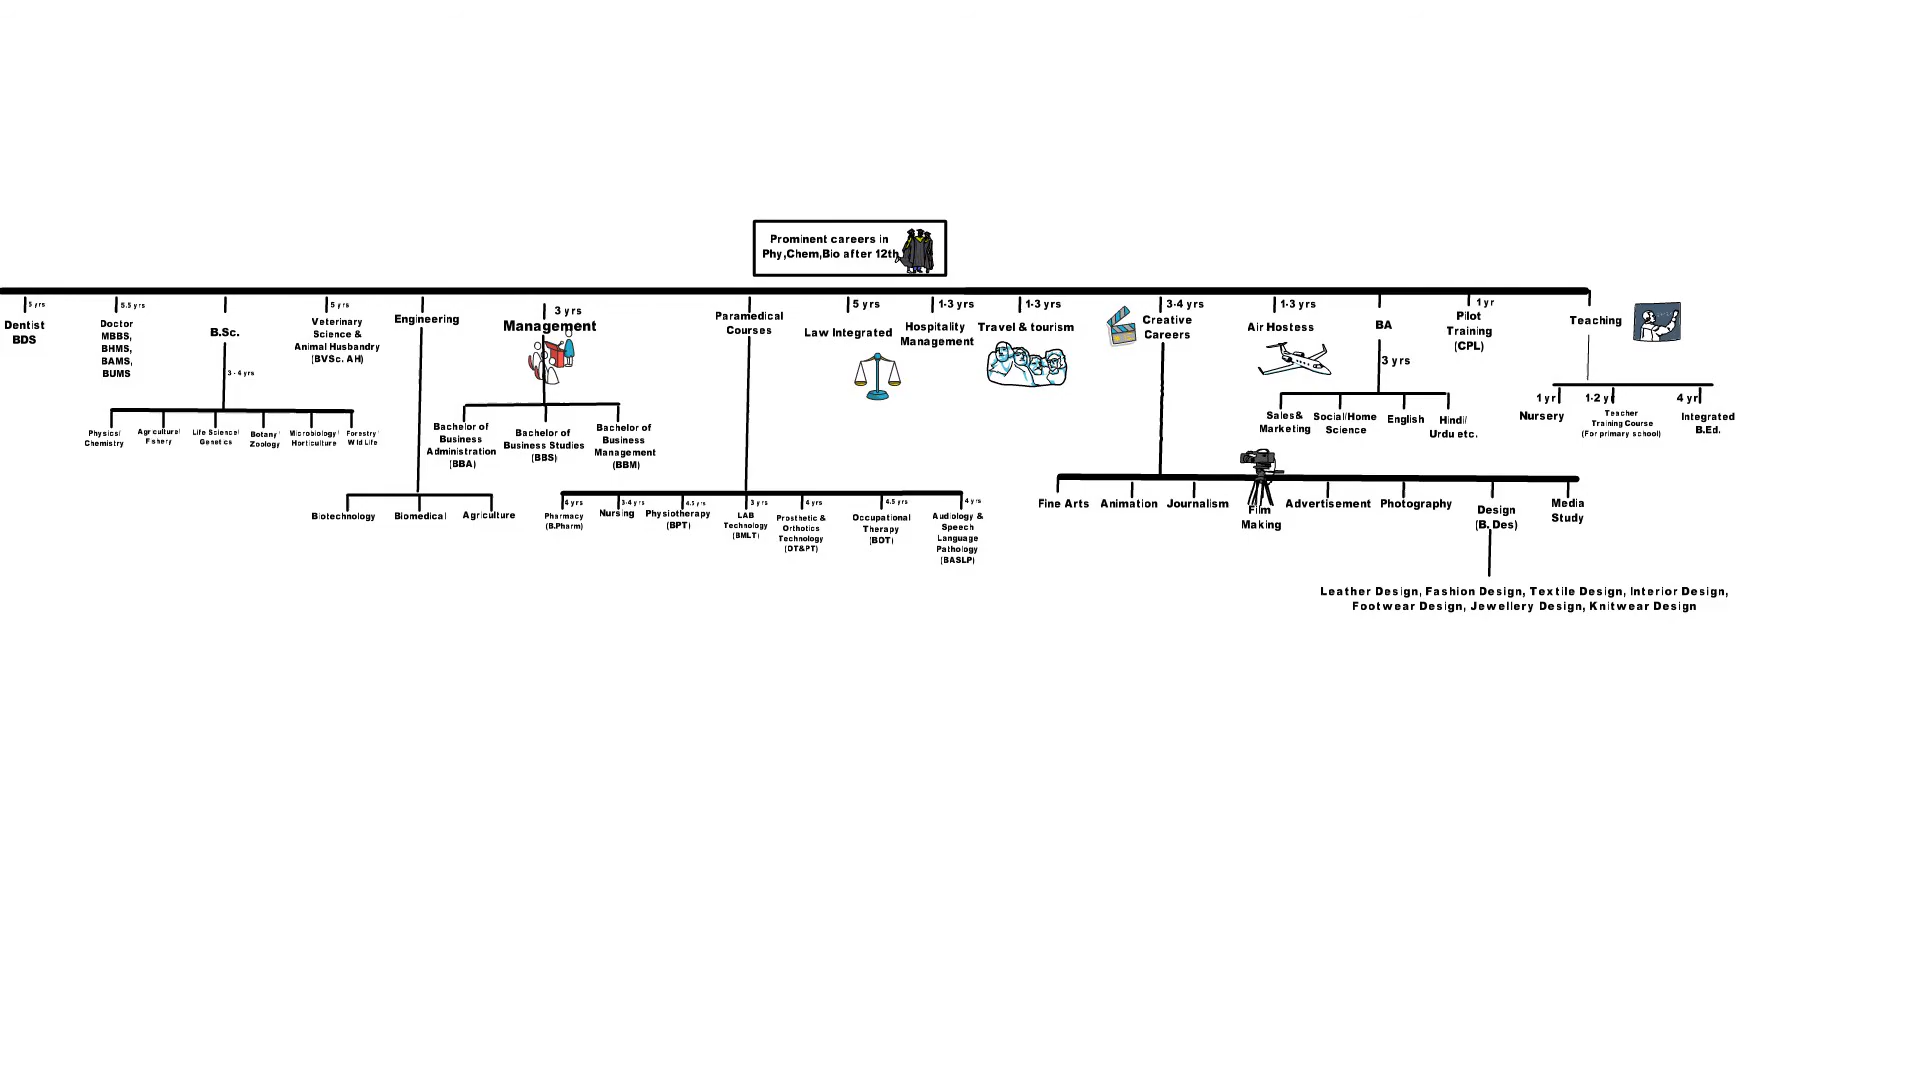 Prominent careers in
Phy,Chem,Bio after 12th
5 yrs
Dentist
BDS
5.5 yrs
Doctor
MBBS,
BHMS,
BAMS,
BUMS
B.Sc.
3 - 4 yrs
Physics/
Chemistry
Agriculture/
Fishery
Life Science/
Genetics
Botany/
Zoology
Microbiology/
Horticulture
Forestry/
Wild Life
5 yrs
Veterinary
Science &
Animal Husbandry
(BVSc. AH)
Engineering
Biotechnology
Biomedical
Agriculture
3 yrs
Management
Bachelor of
Business
Administration
(BBA)
Bachelor of
Business Studies
(BBS)
Bachelor of
Business
Management
(BBM)
Paramedical
Courses
4 yrs
Pharmacy
(B.Pharm)
3-4 yrs
Nursing
4.5 yrs
Physiotherapy
(BPT)
3 yrs
LAB
Technology
(BMLT)
4 yrs
Prosthetic &
Orthotics
Technology
(OT&PT)
4.5 yrs
Occupational
Therapy
(BOT)
4 yrs
Audiology &
Speech
Language
Pathology
(BASLP)
5 yrs
Law Integrated
1-3 yrs
Hospitality
Management
1-3 yrs
Travel & tourism
3-4 yrs
Creative
Careers
Fine Arts
Animation
Journalism
Film
Making
Advertisement
Photography
Design
(B. Des)
Leather Design, Fashion Design, Textile Design, Interior Design,
Footwear Design, Jewellery Design, Knitwear Design
Media
Study
1-3 yrs
Air Hostess
BA
3 yrs
Sales&
Marketing
Social/Home
Science
English
Hindi/
Urdu etc.
1 yr
Pilot
Training
(CPL)
Teaching
1 yr
Nursery
1-2 yr
Teacher
Training Course
(For primary school)
4 yr
Integrated
B.Ed.